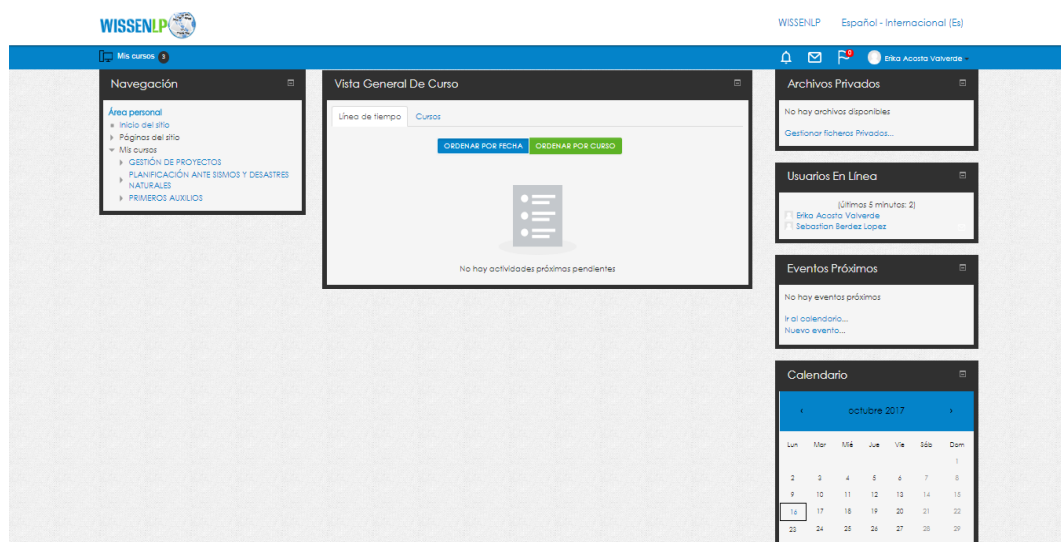 WISSENLP
WISSENLP Español - Internacional (Es)
Mis cursos 3
0
Erika Acosta Valverde
Navegación
Área personal
Inicio del sitio
Páginas del sitio
Mis cursos
GESTIÓN DE PROYECTOS
PLANIFICACIÓN ANTE SISMOS Y DESASTRES
NATURALES
PRIMEROS AUXILIOS
Vista General De Curso
Línea de tiempo Cursos
ORDENAR POR FECHA ORDENAR POR CURSO
No hay actividades próximas pendientes
Archivos Privados
No hay archivos disponibles
Gestionar ficheros Privados...
Usuarios En Línea
(últimos 5 minutos: 2)
Erika Acosta Valverde
Sebastian Berdez Lopez
Eventos Próximos
No hay eventos próximos
Ir al calendario...
Nuevo evento...
Calendario
octubre 2017
Lun Mar Mié Jue Vie Sáb Dom
1
2 3 4 5 6 7 8
9 10 11 12 13 14 15
16 17 18 19 20 21 22
23 24 25 26 27 28 29